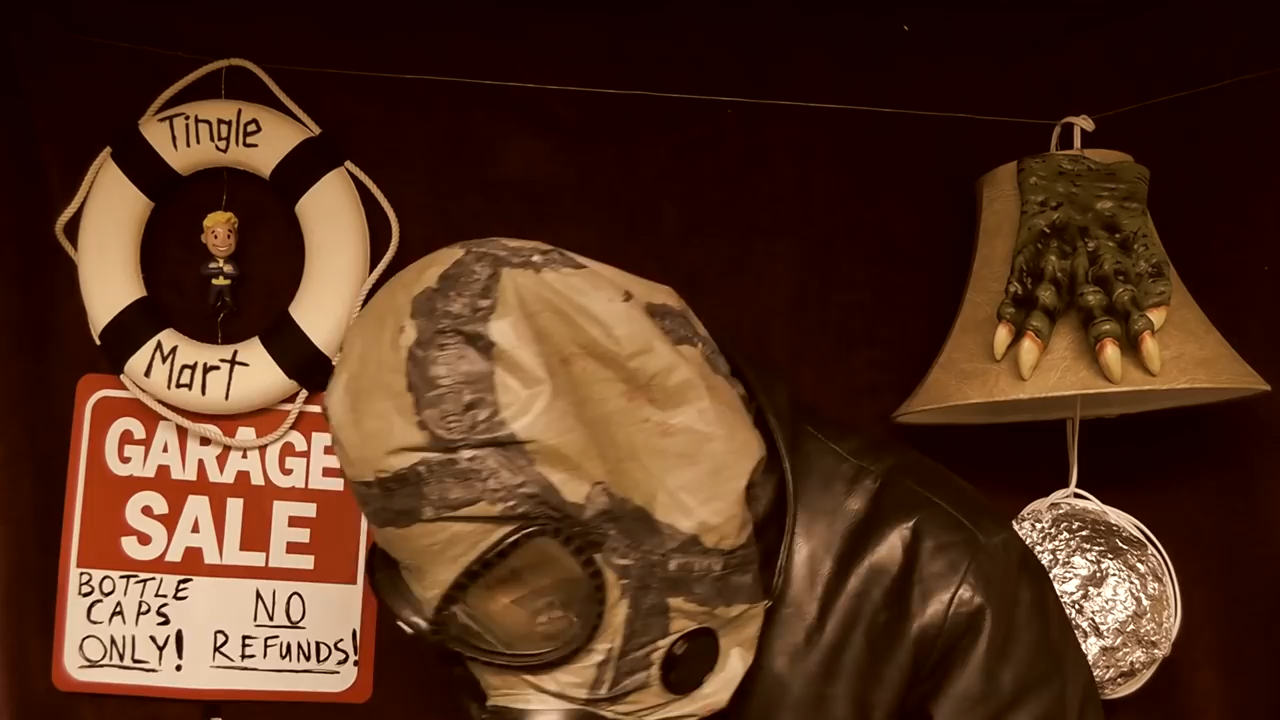 Tingle
Mart
GARAGE
SALE
BOTTLE
CAPS
ONLY!
NO
REFUNDS!